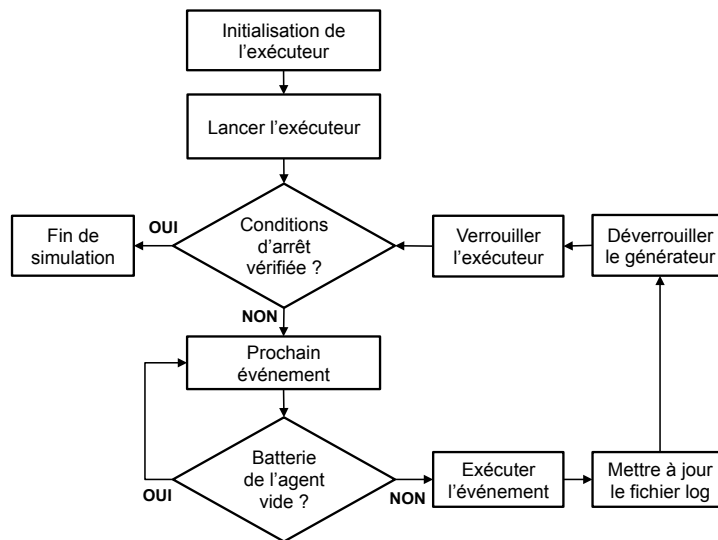 Initialisation de
l'exécuteur
Lancer l'exécuteur
Conditions
d'arrêt
vérifiée ?
OUI
Fin de
simulation
Verrouiller
l'exécuteur
Déverrouiller
le générateur
NON
Prochain
événement
Batterie
de l'agent
vide ?
OUI
NON
Exécuter
l'événement
Mettre à jour
le fichier log